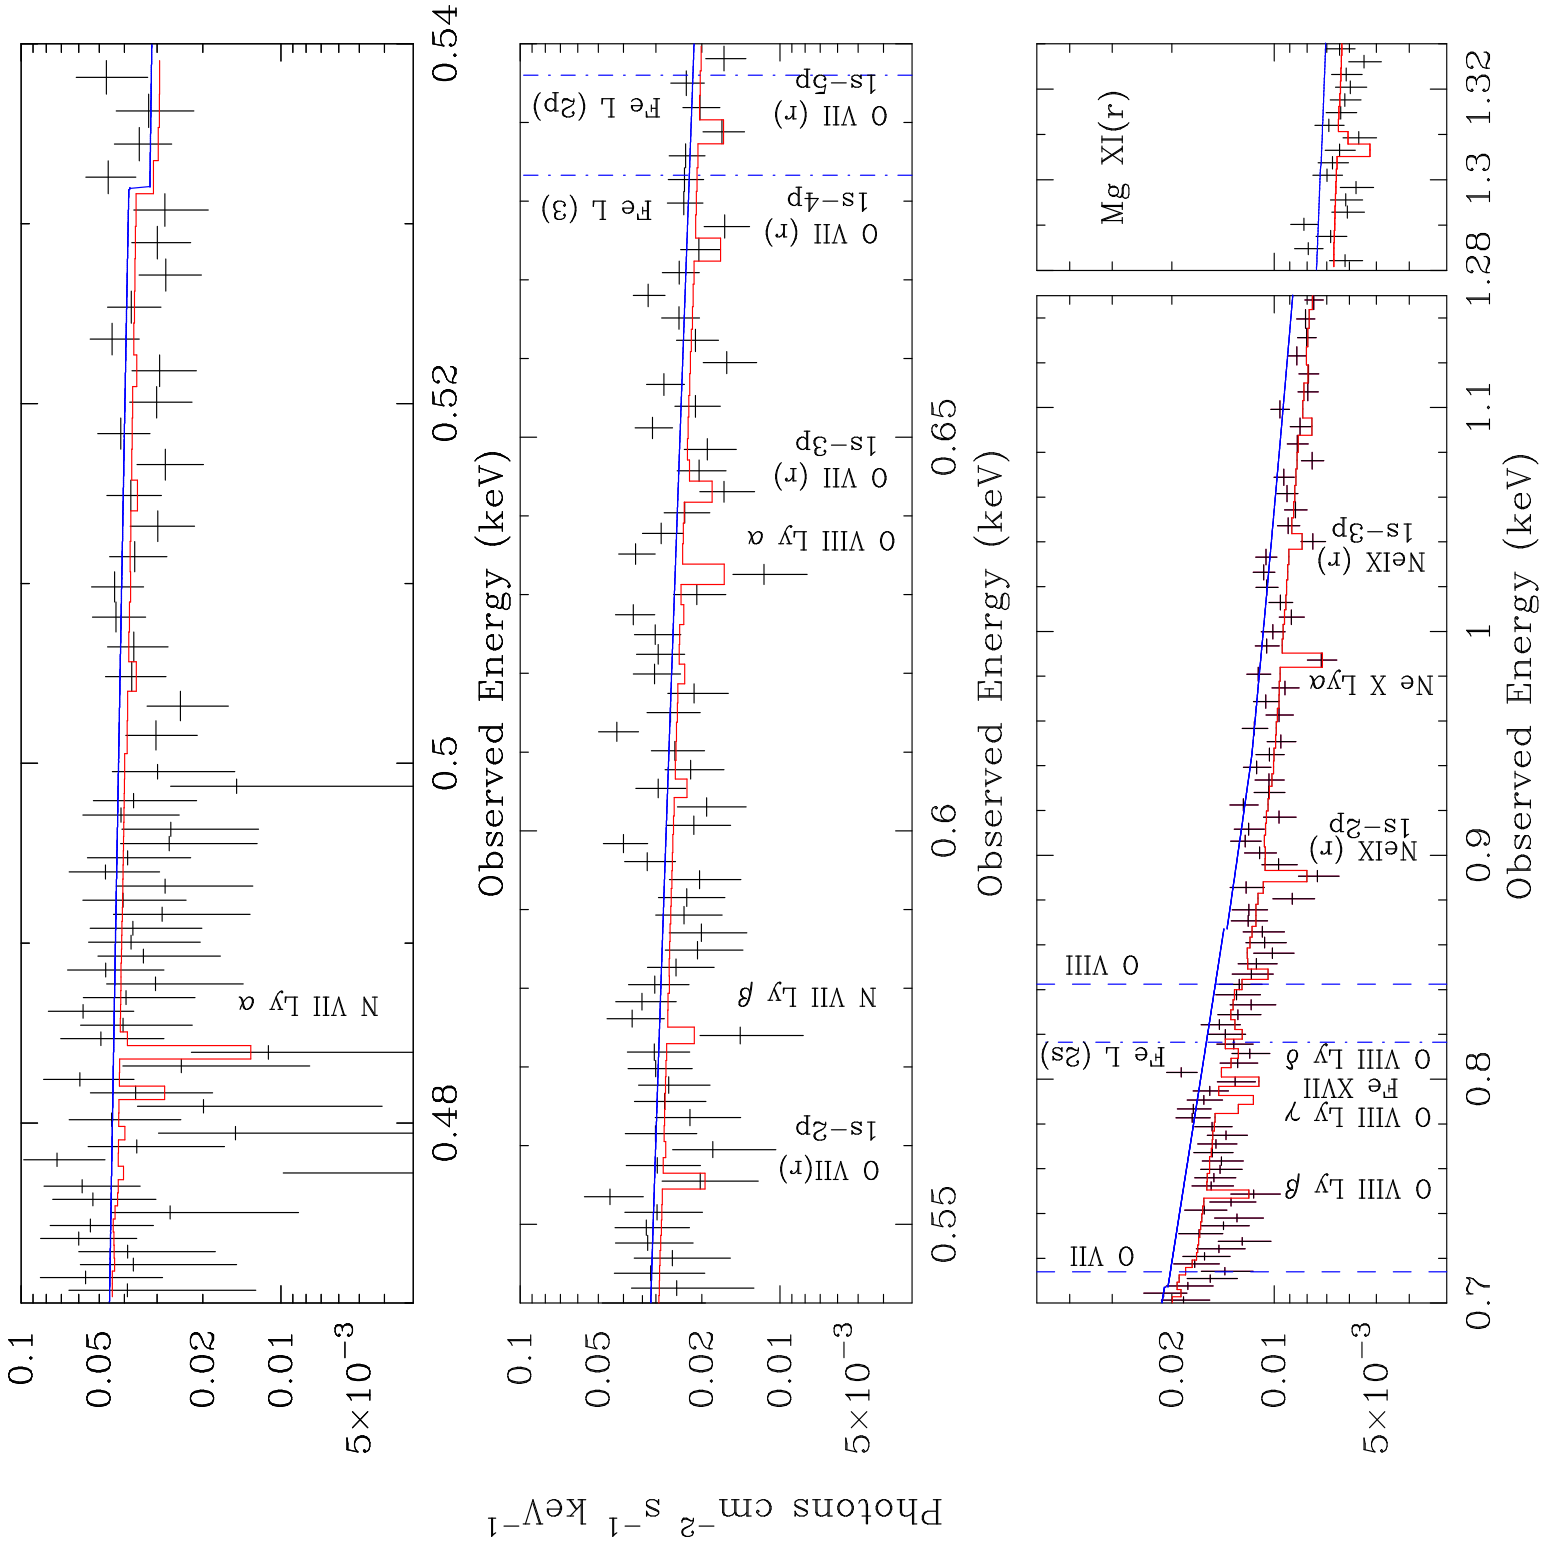 0.1
0.05
0.02
0.01
5×10−3
N VII Ly α
0.48
0.5
0.52
0.54
Observed Energy (keV)
0.1
0.05
0.02
0.01
5×10−3
O VII(r)
1s−2p
N VII Ly β
O VIII Ly α
O VII (r)
1s−3p
Fe L (3)
O VII (r)
1s−4p
Fe L (2p)
O VII (r)
1s−5p
0.55
0.6
0.65
Observed Energy (keV)
Photons cm−2 s−1 keV−1
0.02
0.01
5×10−3
O VII
O VIII Ly β
O VIII Ly γ
Fe XVII
O VIII Ly δ
Fe L (2s)
O VIII
NeIX (r)
1s−2p
Ne X Lyα
NeIX (r)
1s−3p
Mg XI(r)
0.7
0.8
0.9
1
1.1
1.28
1.3
1.32
Observed Energy (keV)